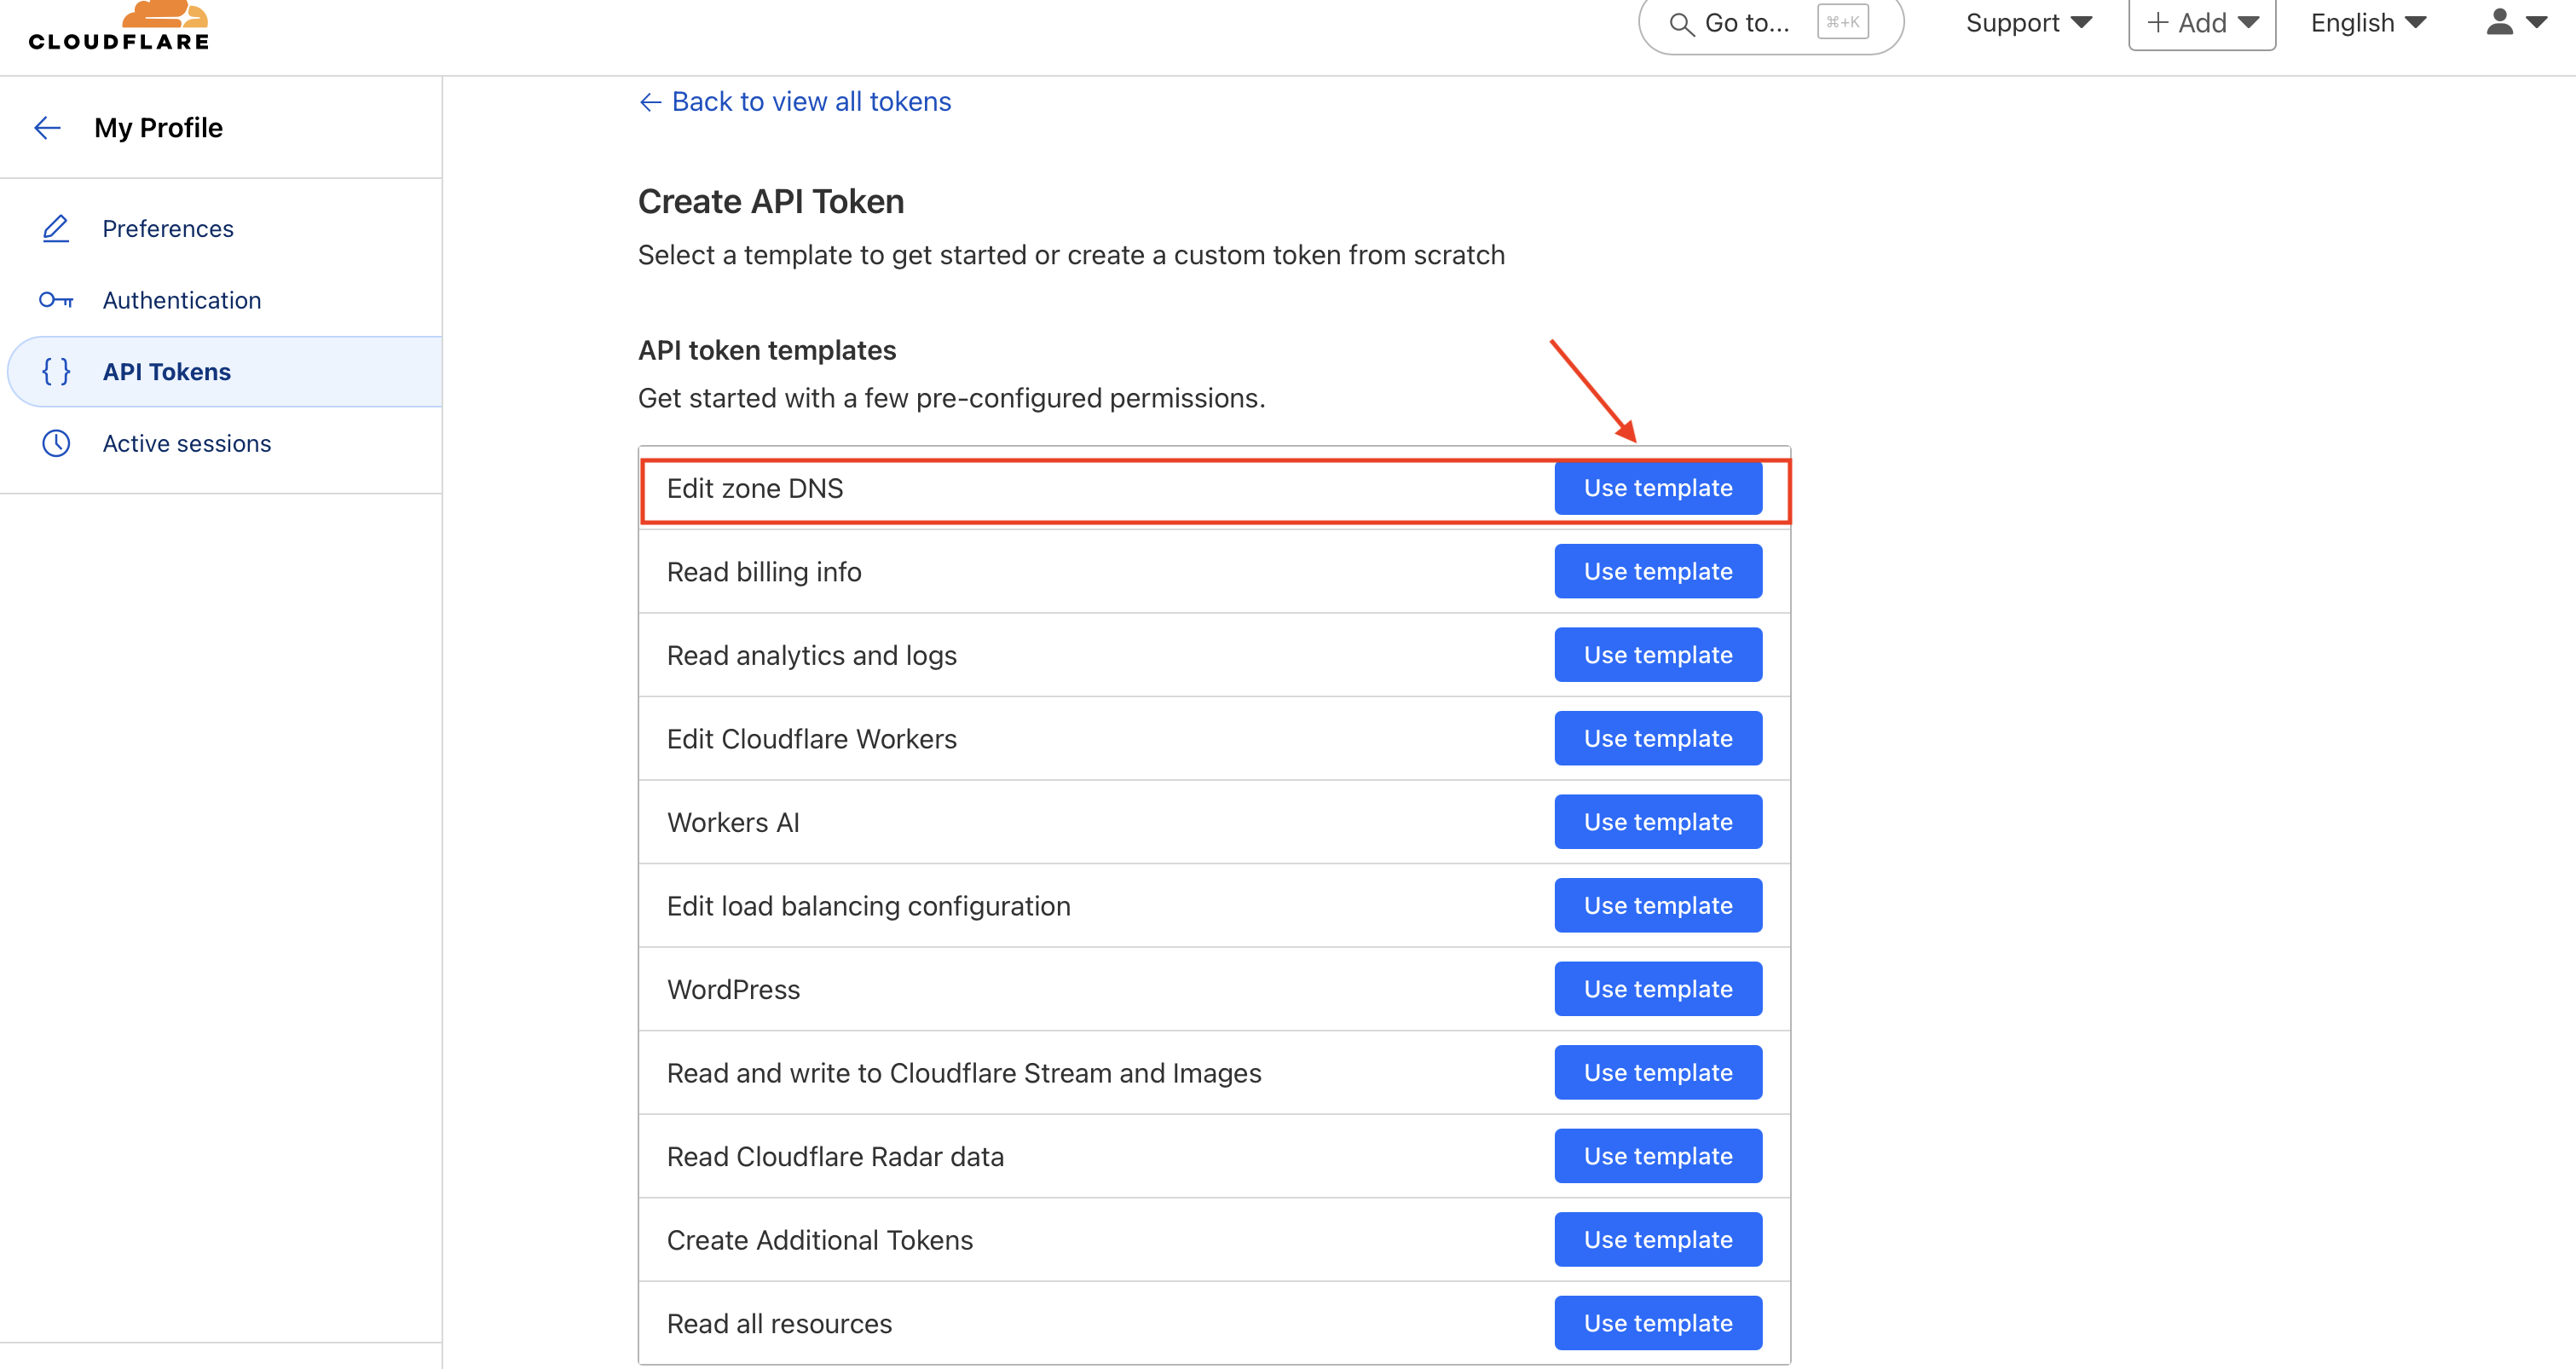 CLOUDFLARE
Go to... ⌘+K
Support
+ Add
English
My Profile
Preferences
Authentication
API Tokens
Active sessions
← Back to view all tokens
Create API Token
Select a template to get started or create a custom token from scratch
API token templates
Get started with a few pre-configured permissions.
Edit zone DNS Use template
Read billing info Use template
Read analytics and logs Use template
Edit Cloudflare Workers Use template
Workers AI Use template
Edit load balancing configuration Use template
WordPress Use template
Read and write to Cloudflare Stream and Images Use template
Read Cloudflare Radar data Use template
Create Additional Tokens Use template
Read all resources Use template